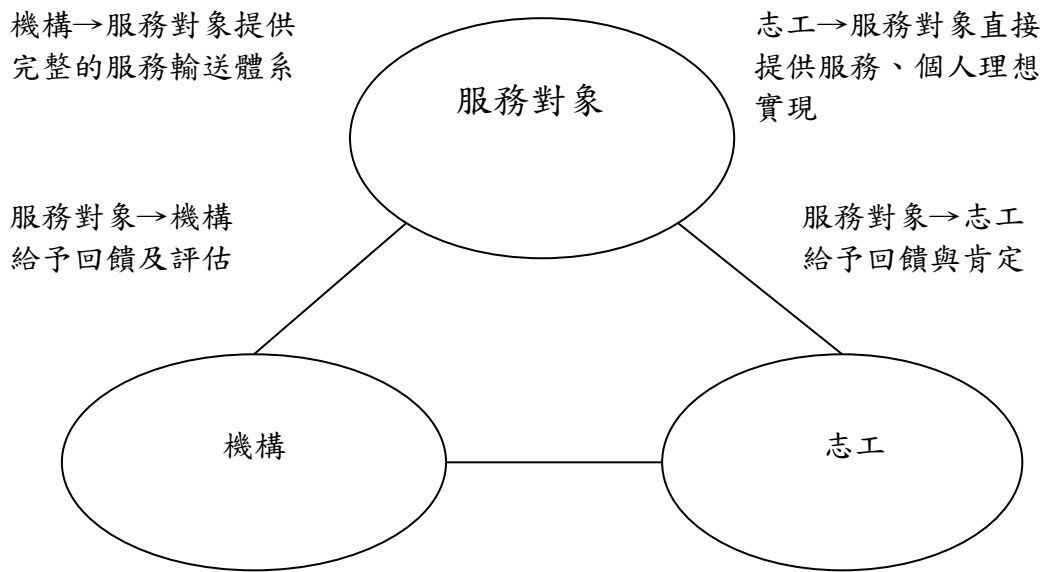 機構→服務對象提供
完整的服務輸送體系
志工→服務對象直接
提供服務、個人理想
實現
服務對象
服務對象→機構
給予回饋及評估
服務對象→志工
給予回饋與肯定
機構
志工